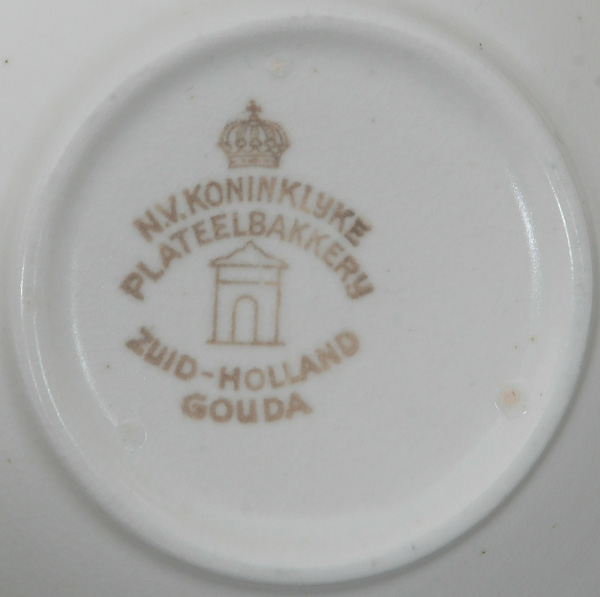 N.V. KONINKLYKE
PLATEELBAKKERY
ZUID-HOLLAND
GOUDA